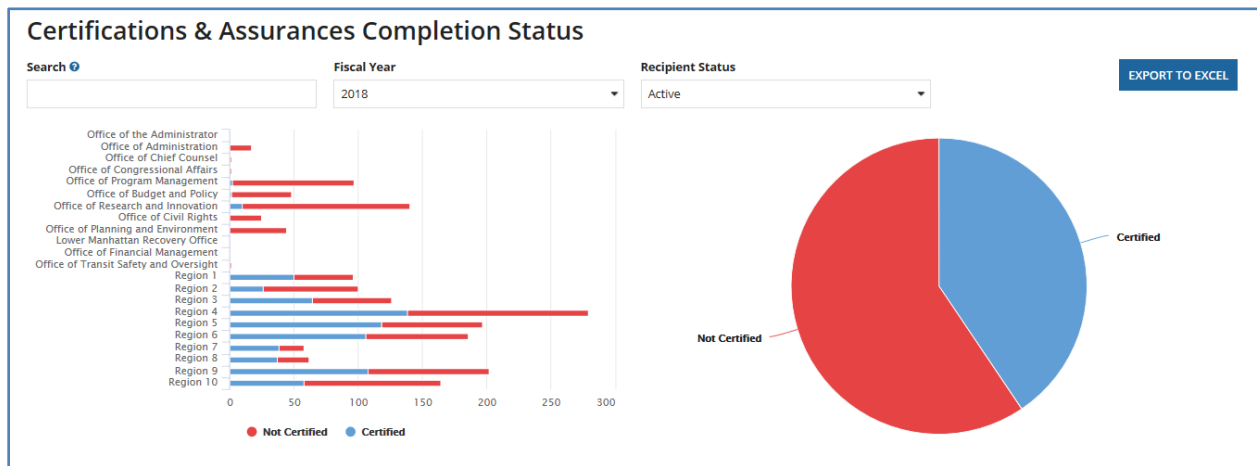 Certifications & Assurances Completion Status
Search
Fiscal Year
Recipient Status
2018
Active
EXPORT TO EXCEL
Office of the Administrator
Office of Administration
Office of Chief Counsel
Office of Congressional Affairs
Office of Program Management
Office of Budget and Policy
Office of Research and Innovation
Office of Civil Rights
Office of Planning and Environment
Lower Manhattan Recovery Office
Office of Financial Management
Office of Transit Safety and Oversight
Region 1
Region 2
Region 3
Region 4
Region 5
Region 6
Region 7
Region 8
Region 9
Region 10
0 50 100 150 200 250 300
Not Certified Certified
Certified
Not Certified